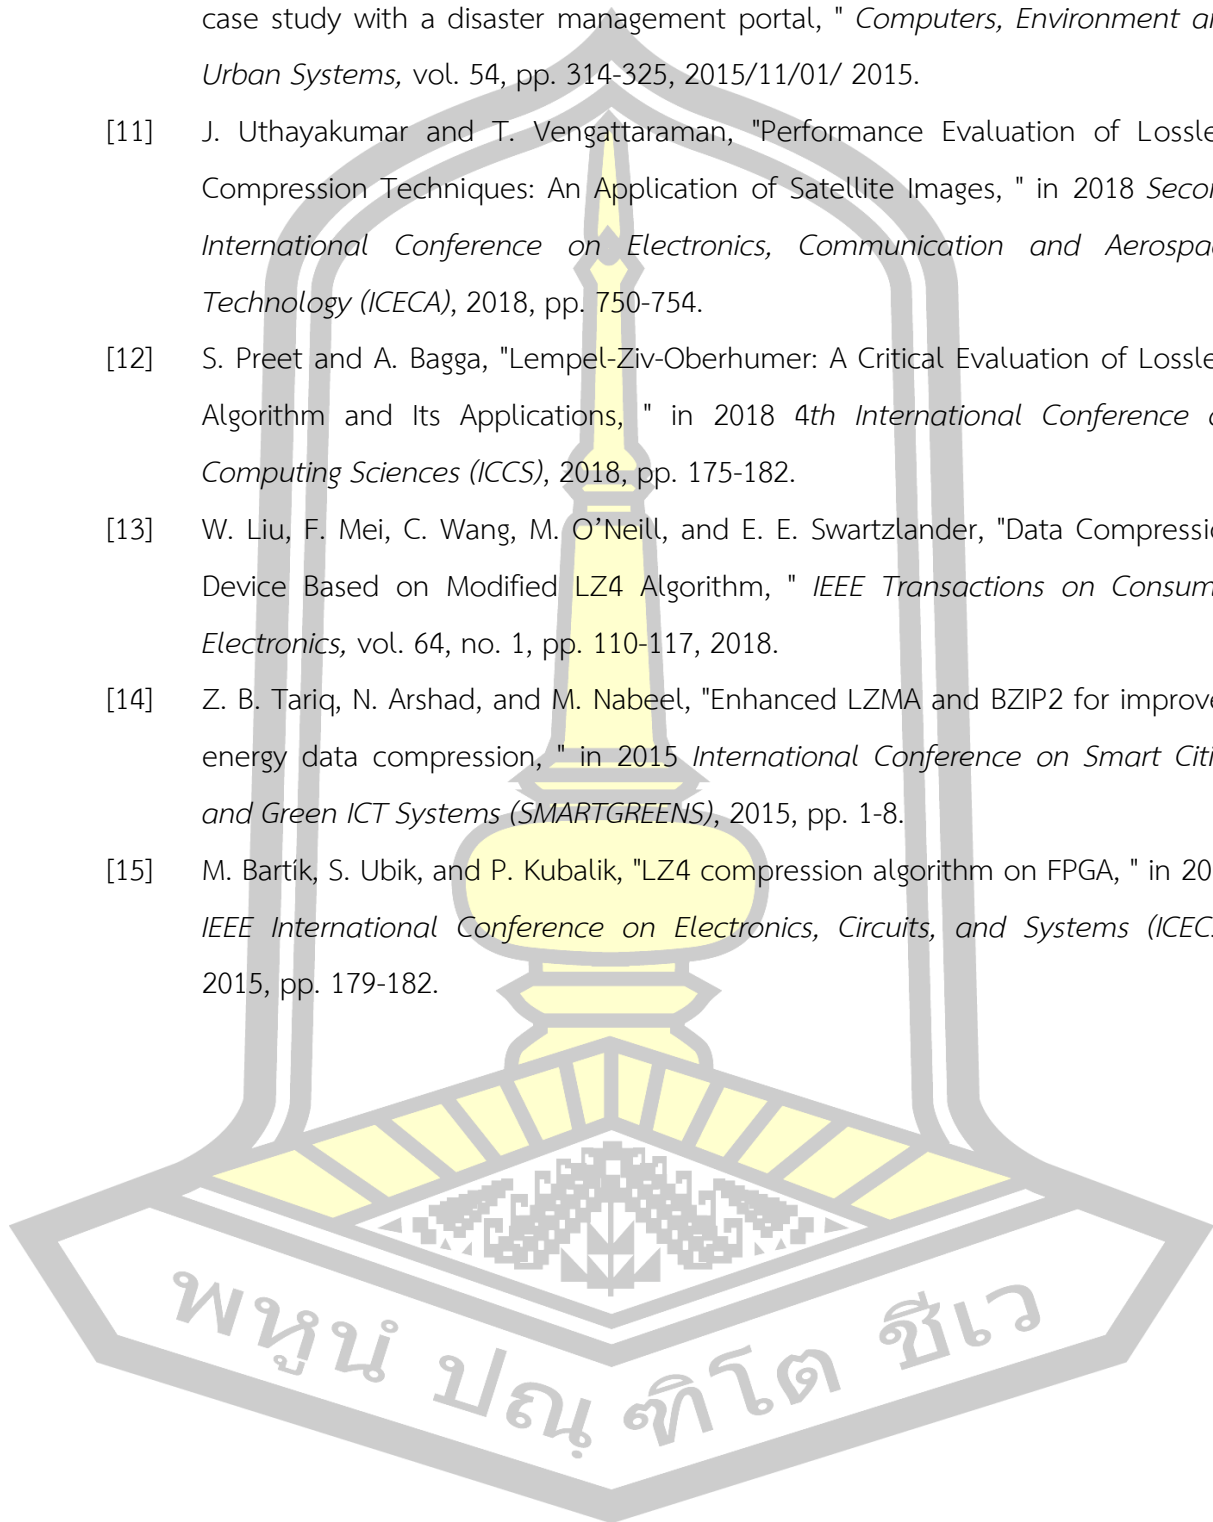 case study with a disaster management portal, " Computers, Environment a
Urban Systems, vol. 54, pp. 314-325, 2015/11/01/ 2015.
[11] J. Uthayakumar and T. Vengattaraman, "Performance Evaluation of Lossle
Compression Techniques: An Application of Satellite Images, " in 2018 Seco
International Conference on Electronics, Communication and Aerospa
Technology (ICECA), 2018, pp. 750-754.
[12] S. Preet and A. Bagga, "Lempel-Ziv-Oberhumer: A Critical Evaluation of Lossle
Algorithm and Its Applications, " in 2018 4th International Conference
Computing Sciences (ICCS), 2018, pp. 175-182.
[13] W. Liu, F. Mei, C. Wang, M. O’Neill, and E. E. Swartzlander, "Data Compressio
Device Based on Modified LZ4 Algorithm, " IEEE Transactions on Consum
Electronics, vol. 64, no. 1, pp. 110-117, 2018.
[14] Z. B. Tariq, N. Arshad, and M. Nabeel, "Enhanced LZMA and BZIP2 for improve
energy data compression, " in 2015 International Conference on Smart Citi
and Green ICT Systems (SMARTGREENS), 2015, pp. 1-8.
[15] M. Bartík, S. Ubik, and P. Kubalik, "LZ4 compression algorithm on FPGA, " in 20
IEEE International Conference on Electronics, Circuits, and Systems (ICEC
2015, pp. 179-182.
พหูนํ ปณฺฑิโต ชีเว